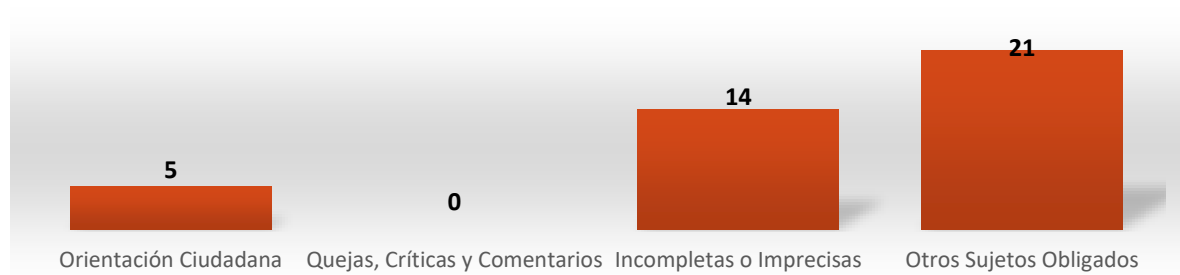 21
14
5
0
Orientación Ciudadana
Quejas, Críticas y Comentarios
Incompletas o Imprecisas
Otros Sujetos Obligados